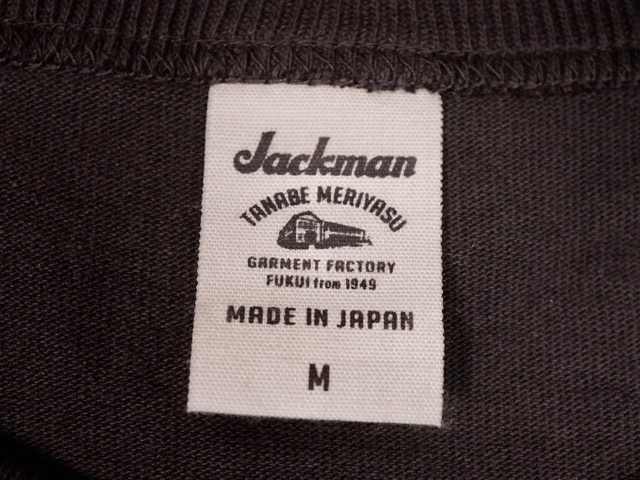 Jackman
TANABE MERIYASU
GARMENT FACTORY
FUKUI from 1949
MADE IN JAPAN
M